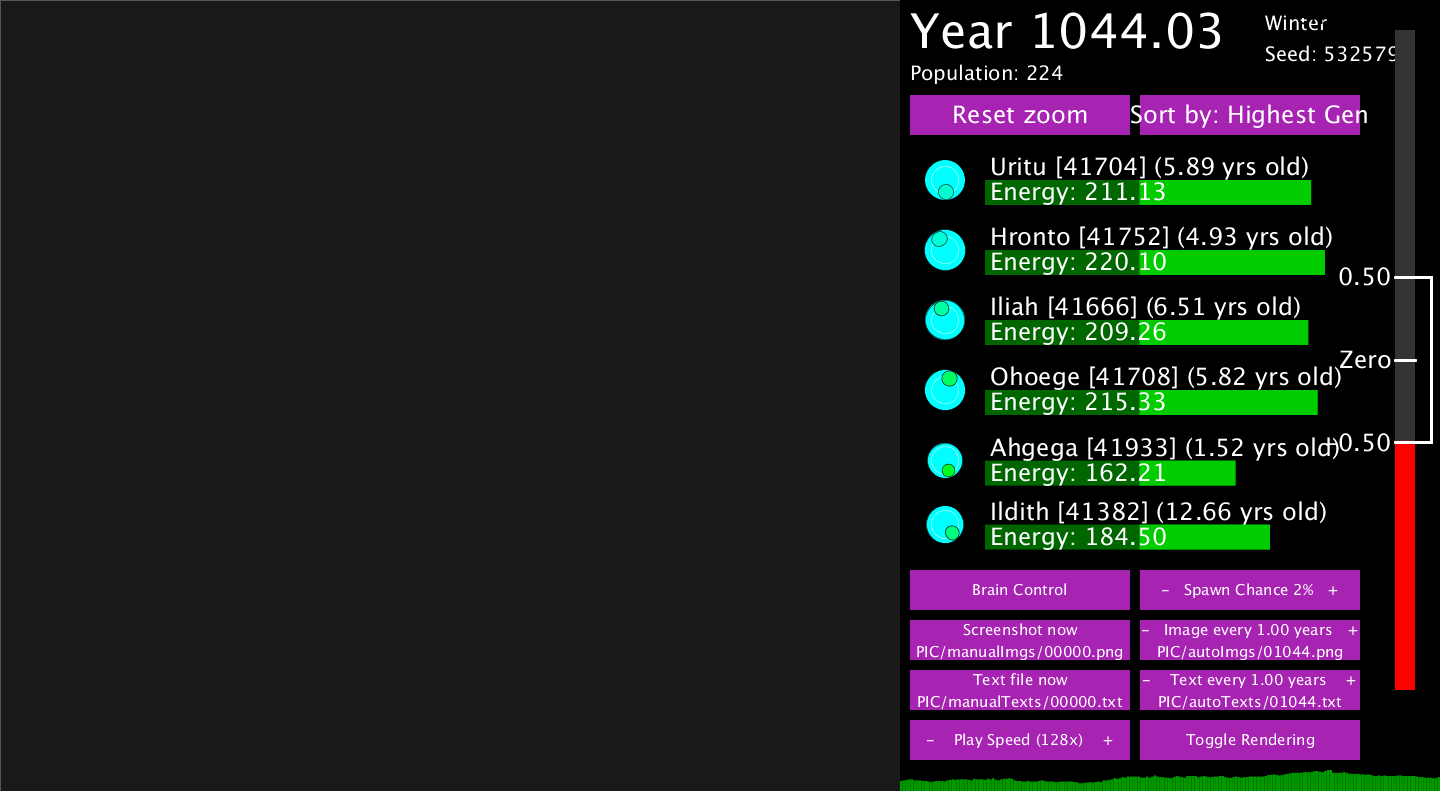 Year 1044.03
Winter
Seed: 532579
Population: 224
Reset zoom
Sort by: Highest Gen
Uritu [41704] (5.89 yrs old)
Energy: 211.13
Hronto [41752] (4.93 yrs old)
Energy: 220.10
0.50
Iliah [41666] (6.51 yrs old)
Energy: 209.26
Zero
Ohoege [41708] (5.82 yrs old)
Energy: 215.33
Ahgega [41933] (1.52 yrs old)
-0.50
Energy: 162.21
Ildith [41382] (12.66 yrs old)
Energy: 184.50
Brain Control
- Spawn Chance 2% +
Screenshot now
PIC/manualImgs/00000.png
- Image every 1.00 years +
PIC/autoImgs/01044.png
Text file now
PIC/manualTexts/00000.txt
- Text every 1.00 years +
PIC/autoTexts/01044.txt
- Play Speed (128x) +
Toggle Rendering